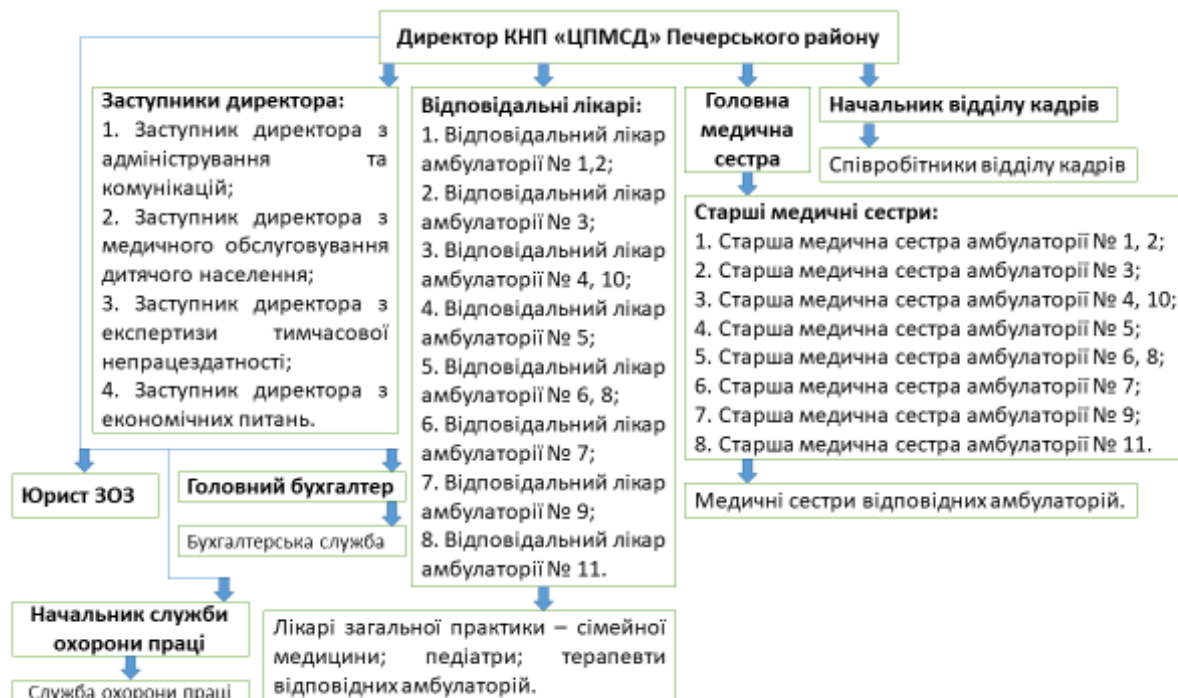 Директор КНП «ЦПМСД» Печерського району
Заступники директора:
1. Заступник директора з
адміністрування та
комунікацій;
2. Заступник директора з
медичного обслуговування
дитячого населення;
3. Заступник директора з
експертизи тимчасової
непрацездатності;
4. Заступник директора з
економічних питань.
Відповідальні лікарі:
1. Відповідальний лікар
амбулаторії № 1,2;
2. Відповідальний лікар
амбулаторії № 3;
3. Відповідальний лікар
амбулаторії № 4, 10;
4. Відповідальний лікар
амбулаторії № 5;
5. Відповідальний лікар
амбулаторії № 6, 8;
6. Відповідальний лікар
амбулаторії № 7;
7. Відповідальний лікар
амбулаторії № 9;
8. Відповідальний лікар
амбулаторії № 11.
Головна
медична
сестра
Начальник відділу кадрів
Співробітники відділу кадрів
Старші медичні сестри:
1. Старша медична сестра амбулаторії № 1, 2;
2. Старша медична сестра амбулаторії № 3;
3. Старша медична сестра амбулаторії № 4, 10;
4. Старша медична сестра амбулаторії № 5;
5. Старша медична сестра амбулаторії № 6, 8;
6. Старша медична сестра амбулаторії № 7;
7. Старша медична сестра амбулаторії № 9;
8. Старша медична сестра амбулаторії № 11.
Медичні сестри відповідних амбулаторій.
Юрист ЗОЗ
Головний бухгалтер
Бухгалтерська служба
Начальник служби
охорони праці
Служба охорони праці
Лікарі загальної практики – сімейної
медицини; педіатри; терапевти
відповідних амбулаторій.